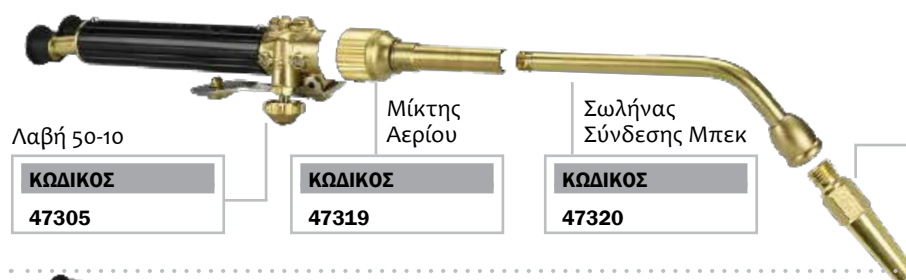 Λαβή 50-10
ΚΩΔΙΚΟΣ
47305
Μίκτης
Αερίου
ΚΩΔΙΚΟΣ
47319
Σωλήνας
Σύνδεσης Μπεκ
ΚΩΔΙΚΟΣ
47320